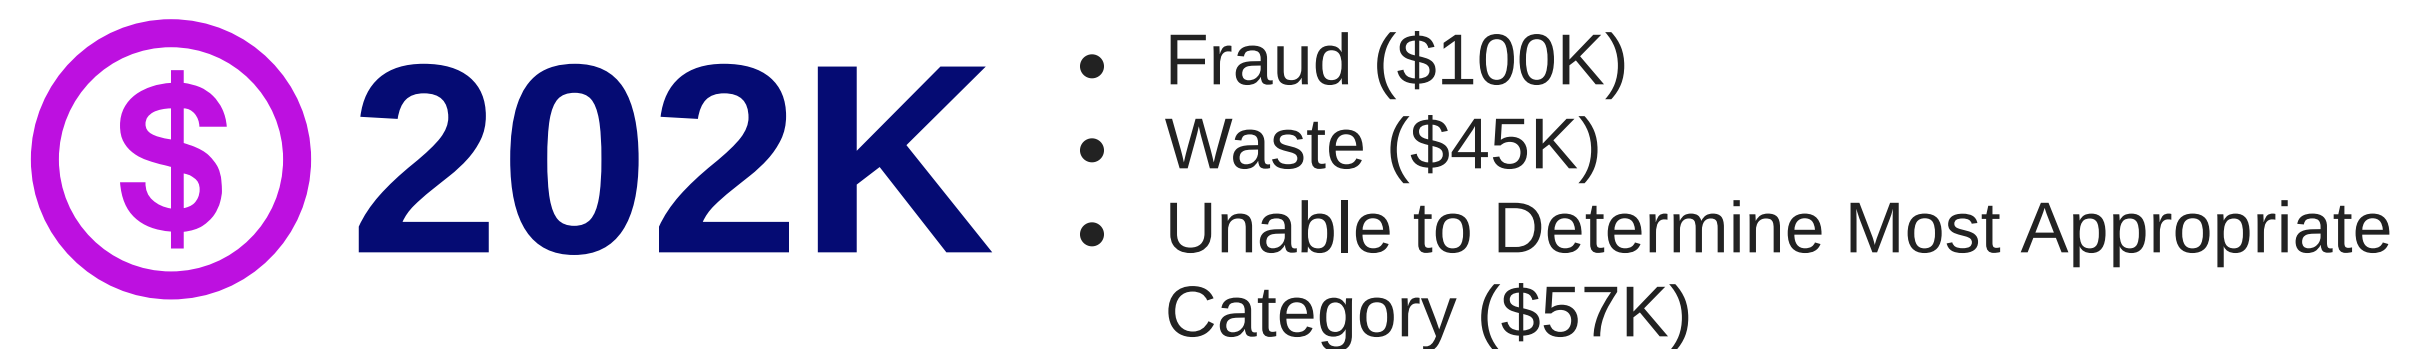 $ 202K
• Fraud ($100K)
• Waste ($45K)
• Unable to Determine Most Appropriate
Category ($57K)